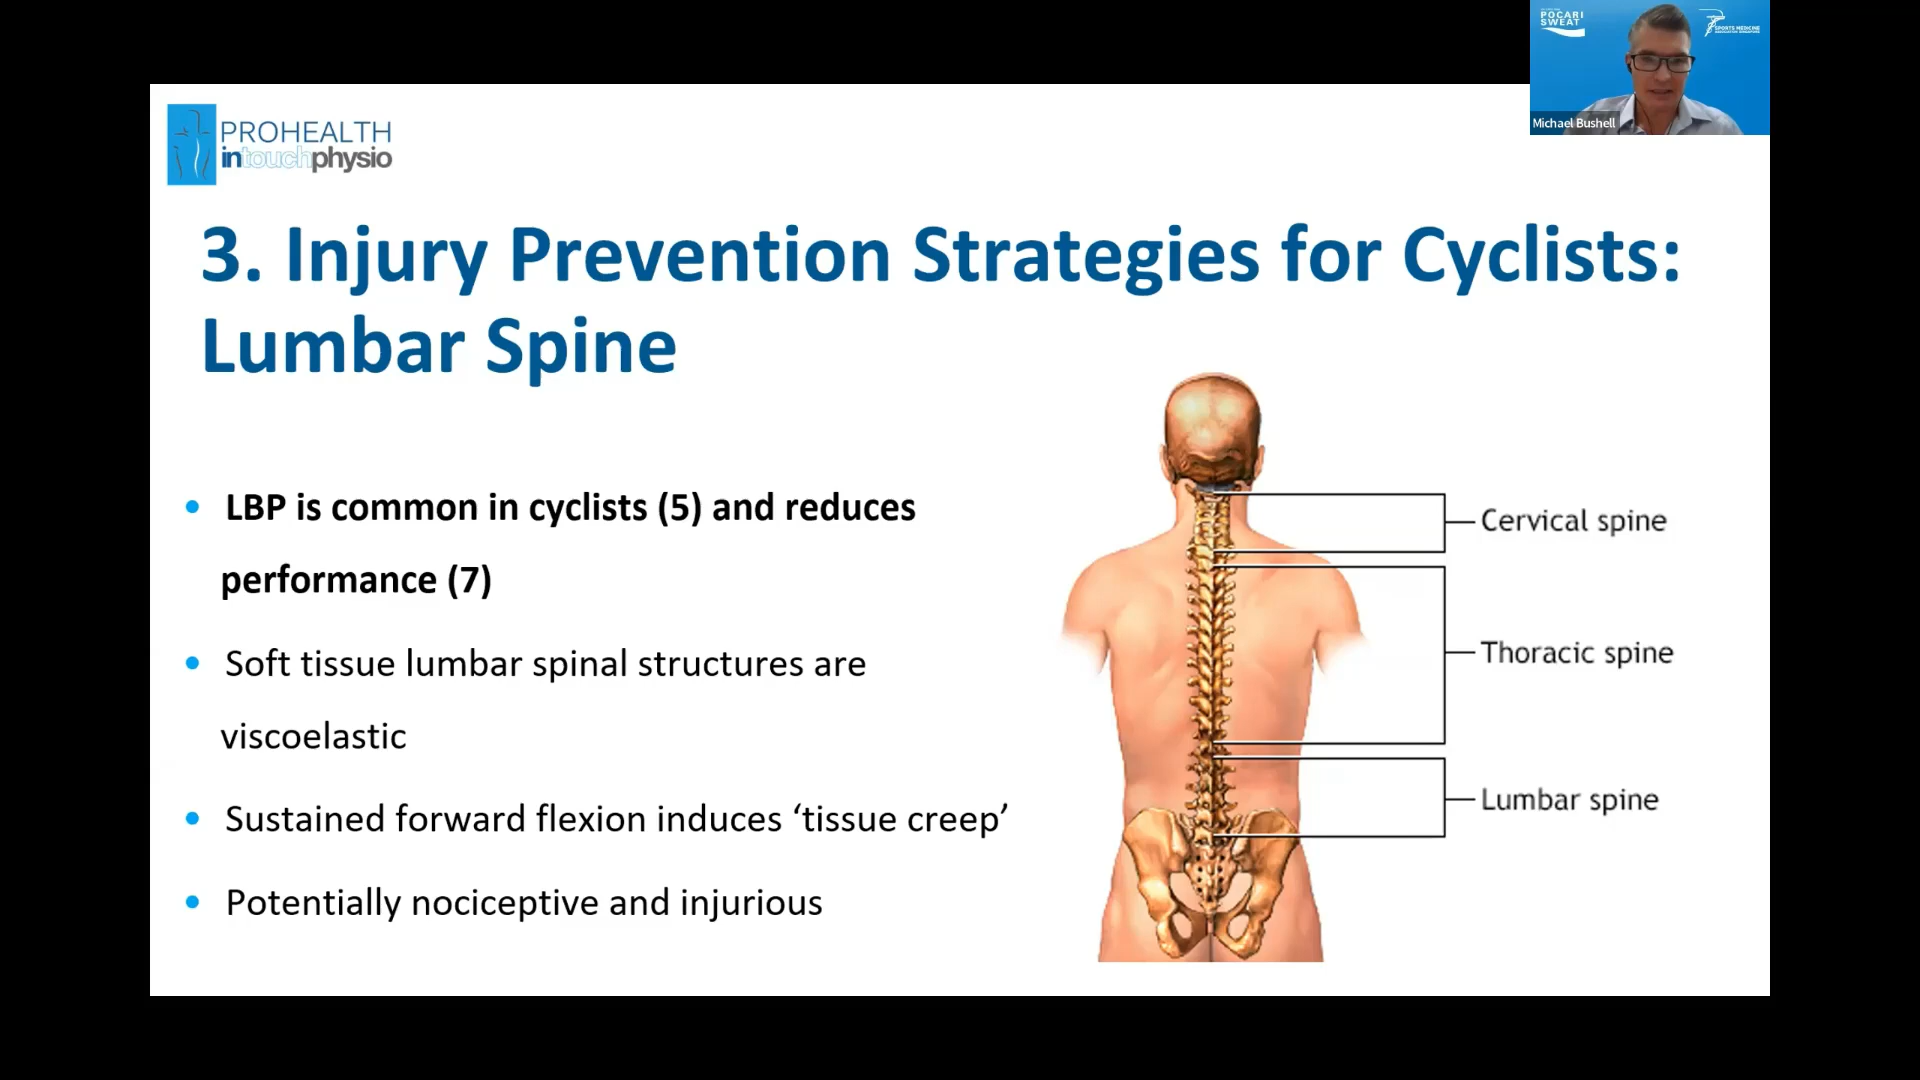 POCARI
SWEAT
SPORTS MEDICINE
ASSOCIATION SINGAPORE
Michael Bushell
PROHEALTH
intouchphysio
3. Injury Prevention Strategies for Cyclists:
Lumbar Spine
• LBP is common in cyclists (5) and reduces
performance (7)
• Soft tissue lumbar spinal structures are
viscoelastic
• Sustained forward flexion induces ‘tissue creep’
• Potentially nociceptive and injurious
Cervical spine
Thoracic spine
Lumbar spine